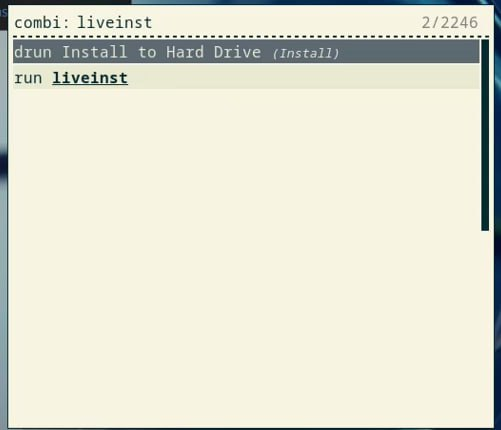 combi: liveinst 2/2246
drun Install to Hard Drive (Install)
run liveinst